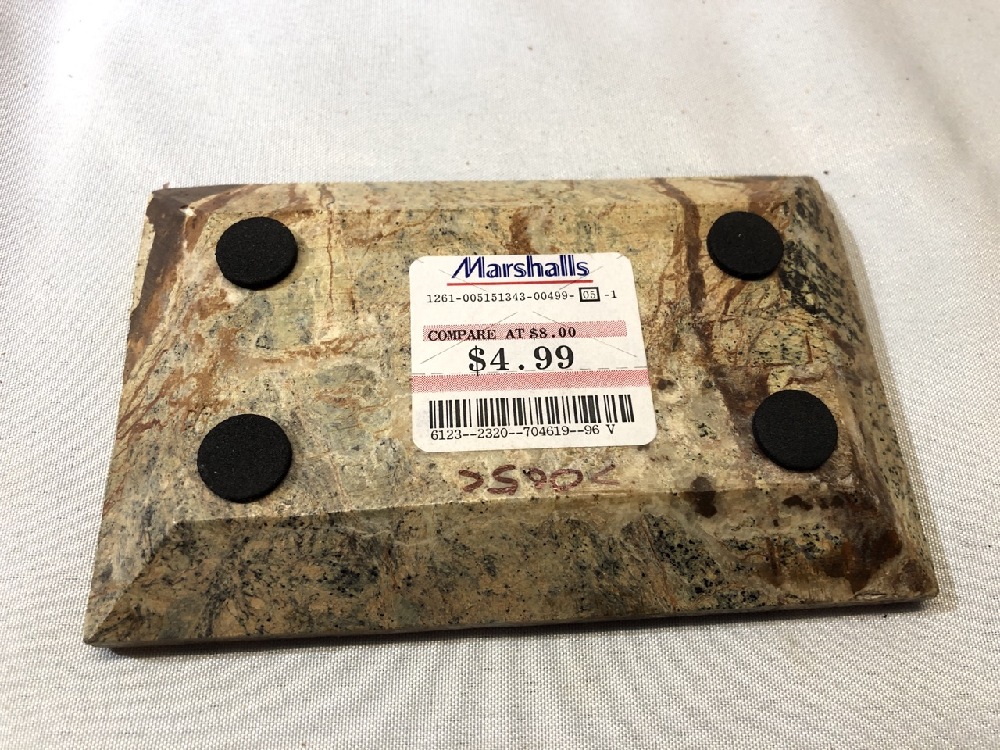 Marshalls
1261-005151343-00499- 05 -1
COMPARE AT $8.00
$4.99
6123--2320--704619--96 V